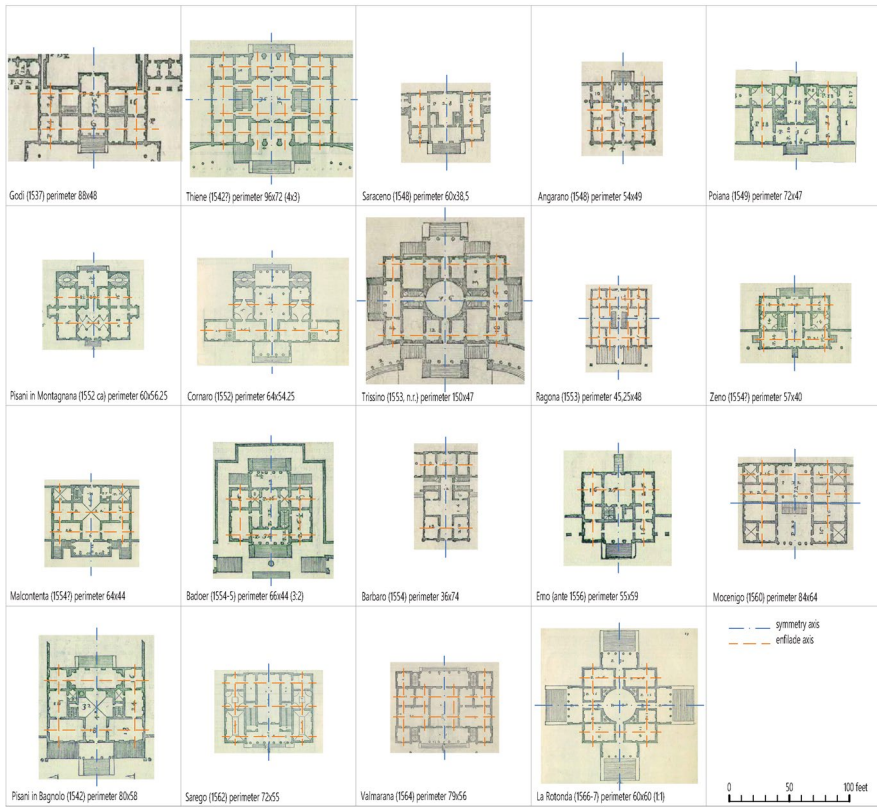 Godi (1537) perimeter 88x48
Thiene (1542?) perimeter 96x72 (4x3)
Saraceno (1548) perimeter 60x38,5
Angarano (1548) perimeter 54x49
Poiana (1549) perimeter 72x47
Pisani in Montagnana (1552 ca) perimeter 60x56.25
Cornaro (1552) perimeter 64x54.25
Trissino (1553, n.r.) perimeter 150x47
Ragona (1553) perimeter 45,25x48
Zeno (1554?) perimeter 57x40
Malcontenta (1554?) perimeter 64x44
Badoer (1554-5) perimeter 66x44 (3:2)
Barbaro (1554) perimeter 36x74
Emo (ante 1556) perimeter 55x59
Mocenigo (1560) perimeter 84x64
symmetry axis
enfilade axis
Pisani in Bagnolo (1542) perimeter 80x58
Sarego (1562) perimeter 72x55
Valmarana (1564) perimeter 79x56
La Rotonda (1566-7) perimeter 60x60 (1:1)
0 50 100 feet